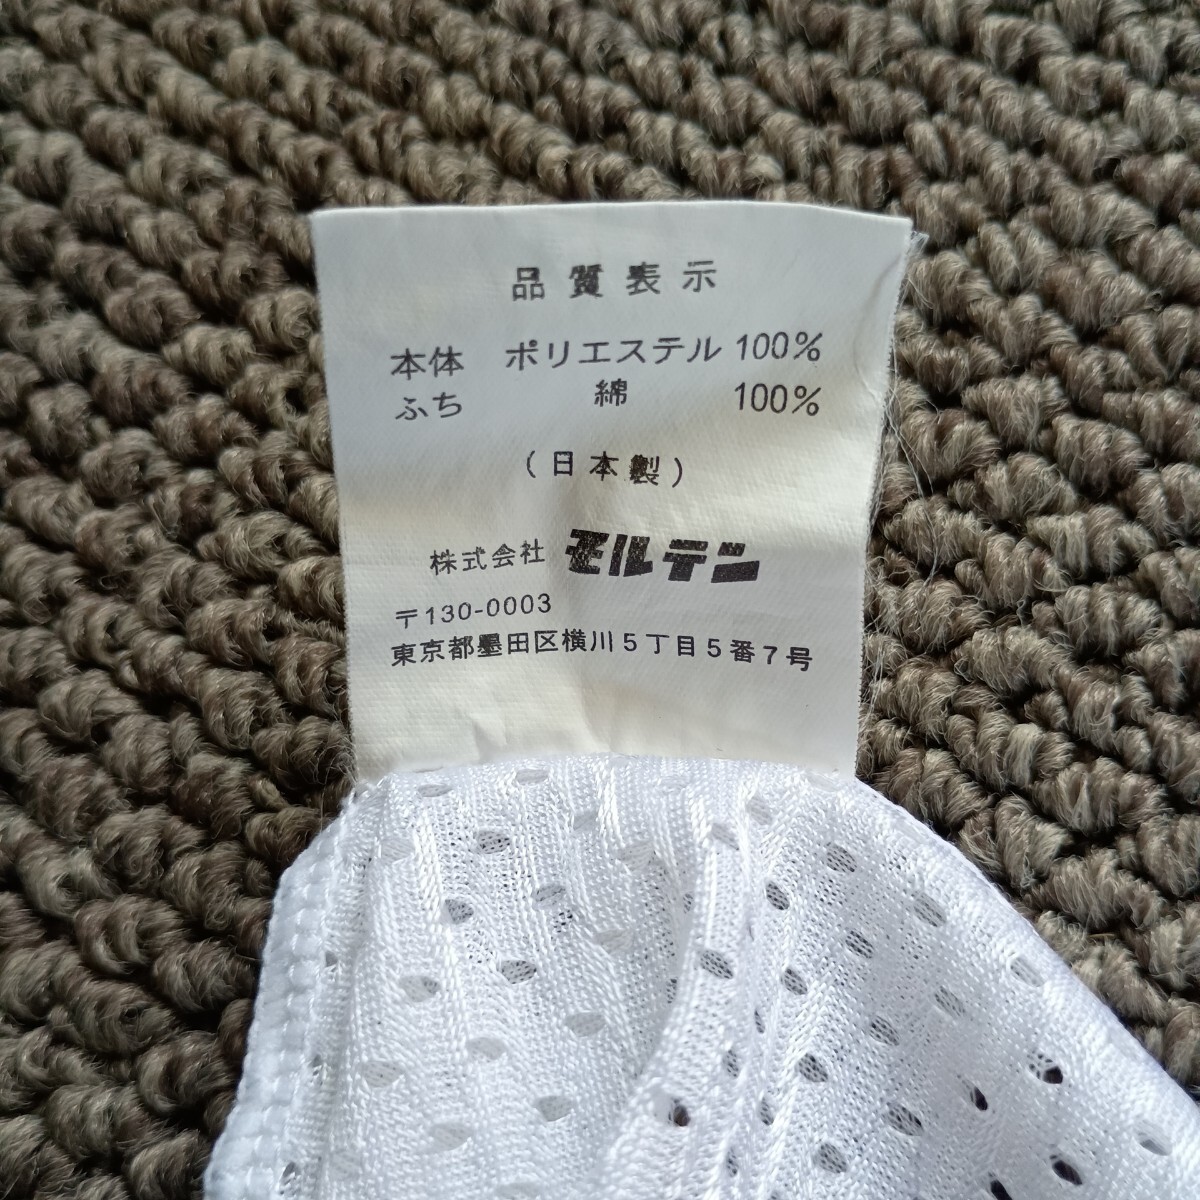 品質表示
本体 ポリエステル 100%
ふち 綿 100%
(日本製)
株式会社 モルテン
〒130-0003
東京都墨田区横川5丁目5番7号